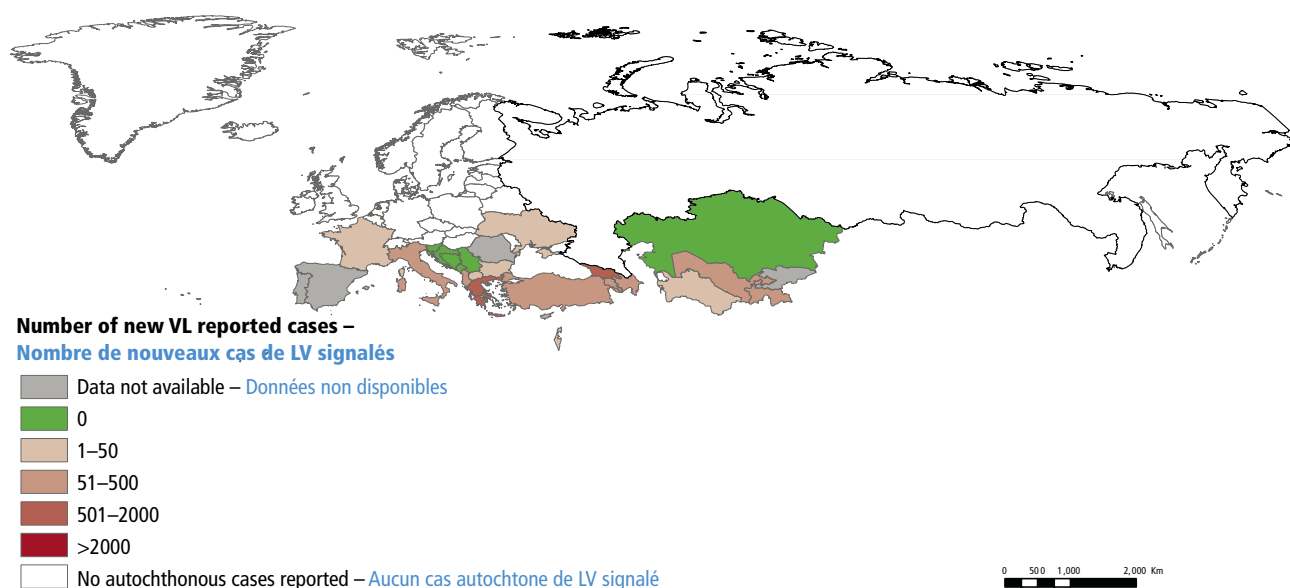 Number of new VL reported cases –
Nombre de nouveaux cas de LV signalés
Data not available – Données non disponibles
0
1–50
51–500
501–2000
>2000
No autochthonous cases reported – Aucun cas autochtone de LV signalé
0 500 1,000 2,000 Km